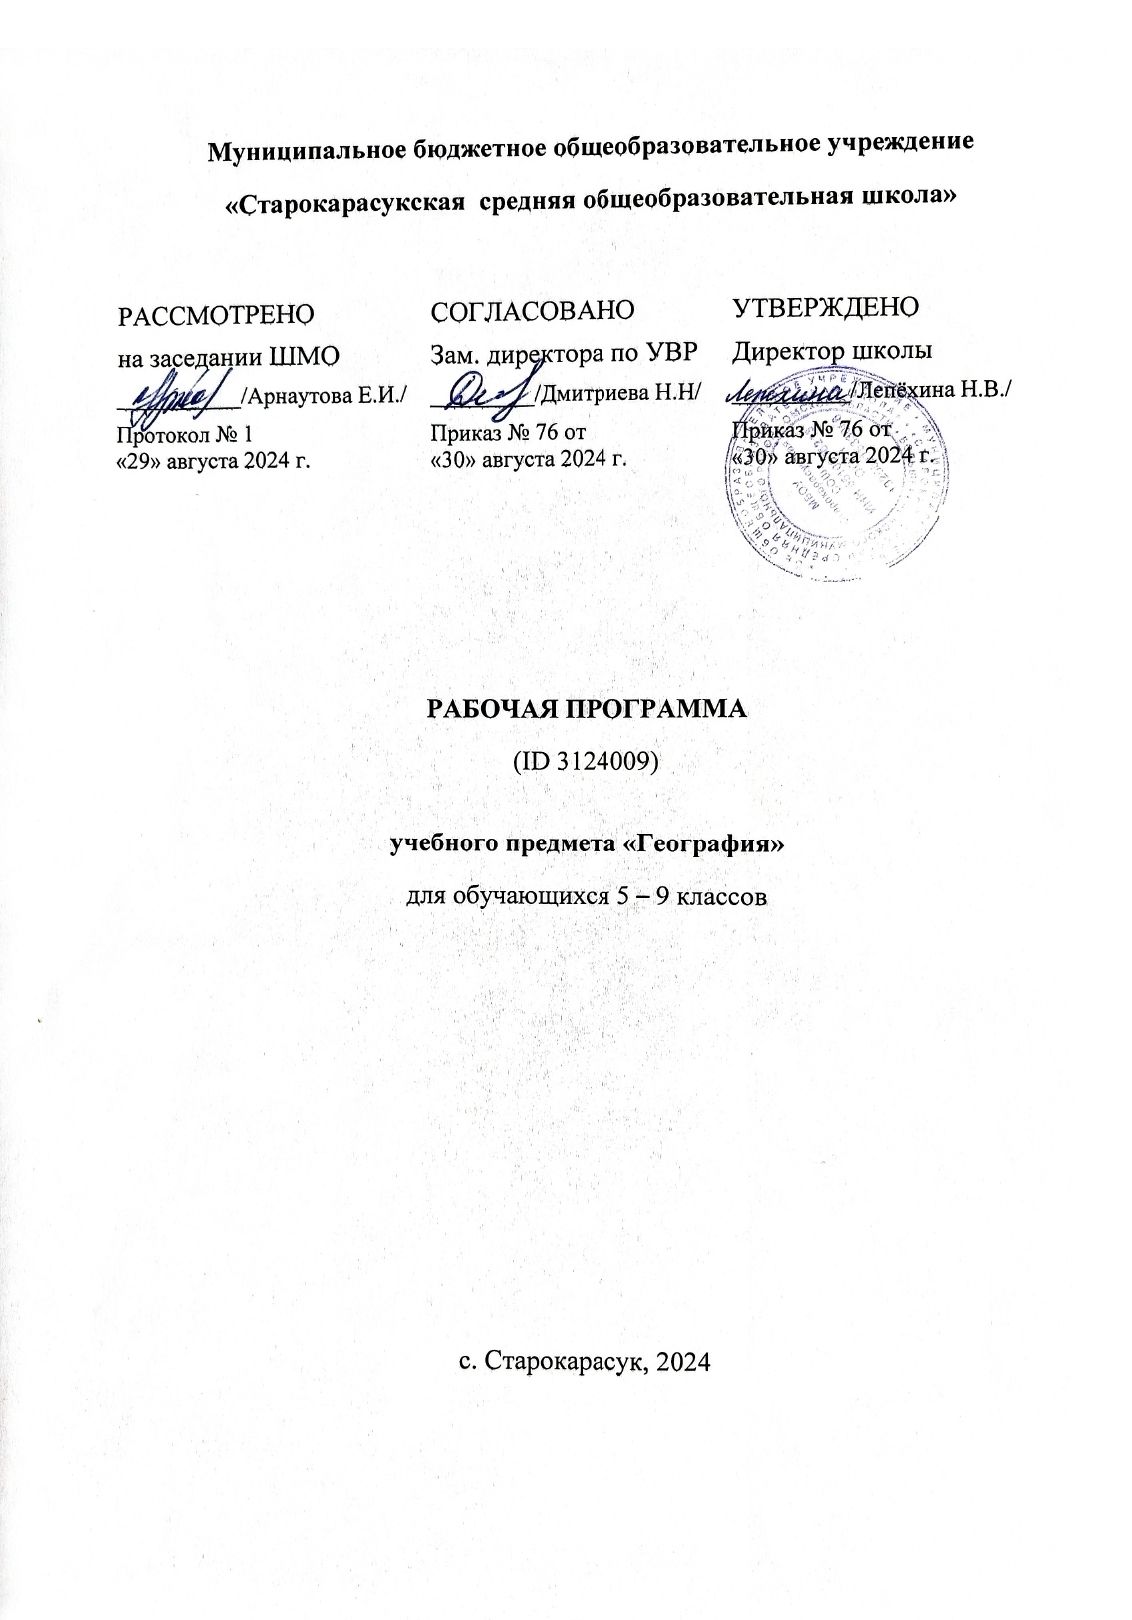 Муниципальное бюджетное общеобразовательное учреждение
«Старокарасукская средняя общеобразовательная школа»
РАССМОТРЕНО
на заседании ШМО
/Арнаутова Е.И./
Протокол № 1
«29» августа 2024 г.
СОГЛАСОВАНО
Зам. директора по УВР
/Дмитриева Н.Н/
Приказ № 76 от
«30» августа 2024 г.
УТВЕРЖДЕНО
Директор школы
Лепехина /Лепёхина Н.В./
Приказ № 76 от
«30» августа 2024 г.
РАБОЧАЯ ПРОГРАММА
(ID 3124009)
учебного предмета «География»
для обучающихся 5 – 9 классов
с. Старокарасук, 2024